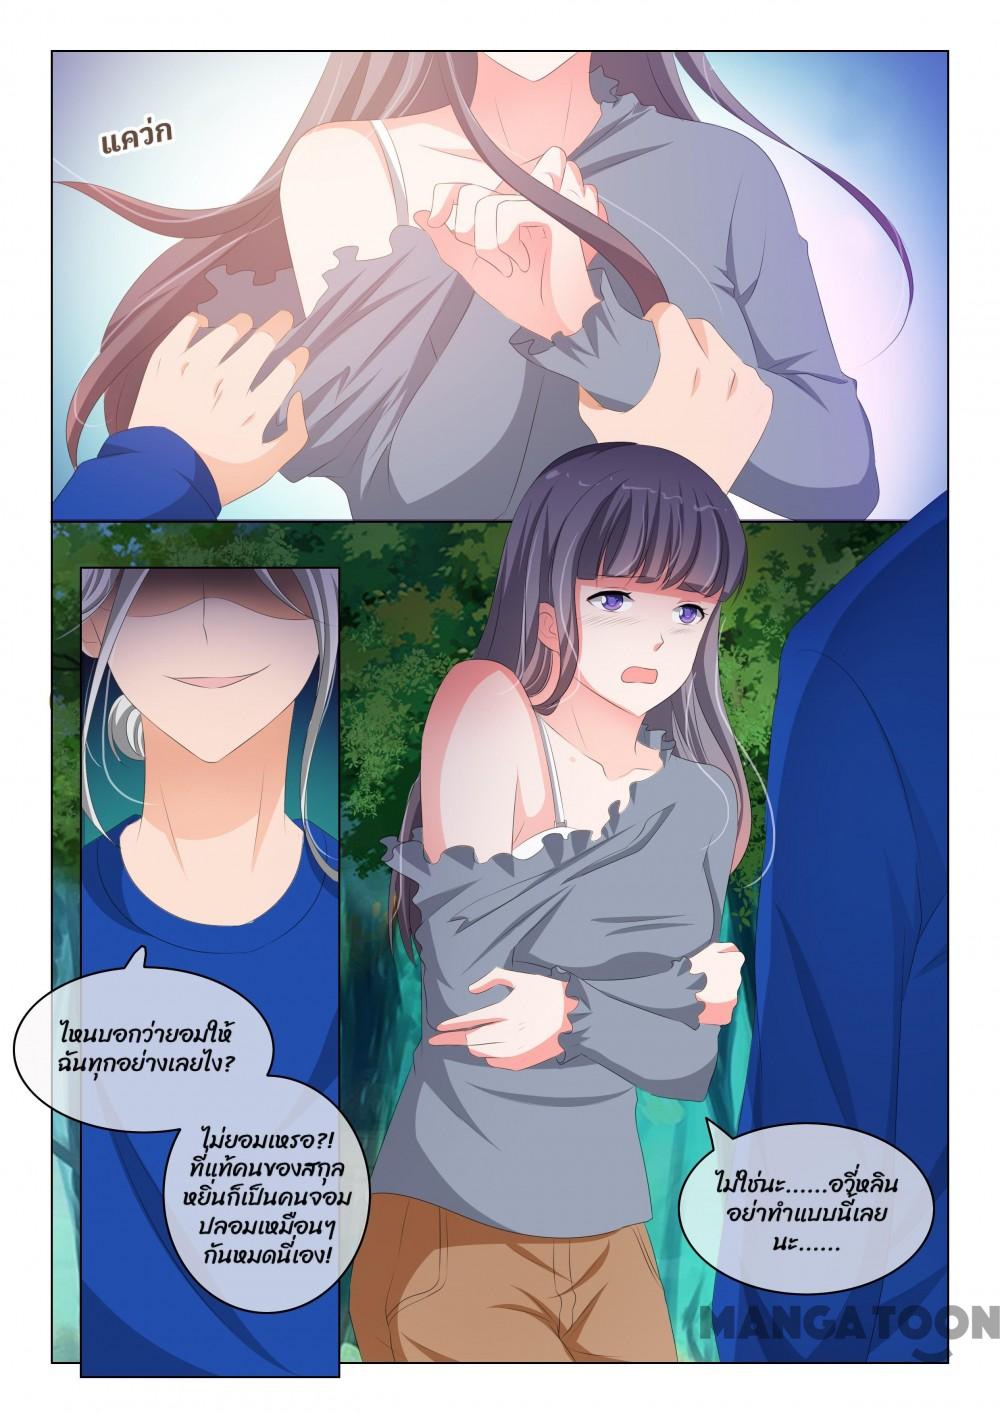 แคว่ก
ไหนบอกว่ายอมให้
ฉันทุกอย่างเลยไง?
ไม่ยอมเหรอ?!
ที่แท้คนของสกุล
หยิ่นก็เป็นคนจอม
ปลอมเหมือนๆ
กันหมดนี่เอง!
ไม่ใช่นะ......อวี่หลิน
อย่าทำแบบนี้เลย
นะ......
MANGATOON